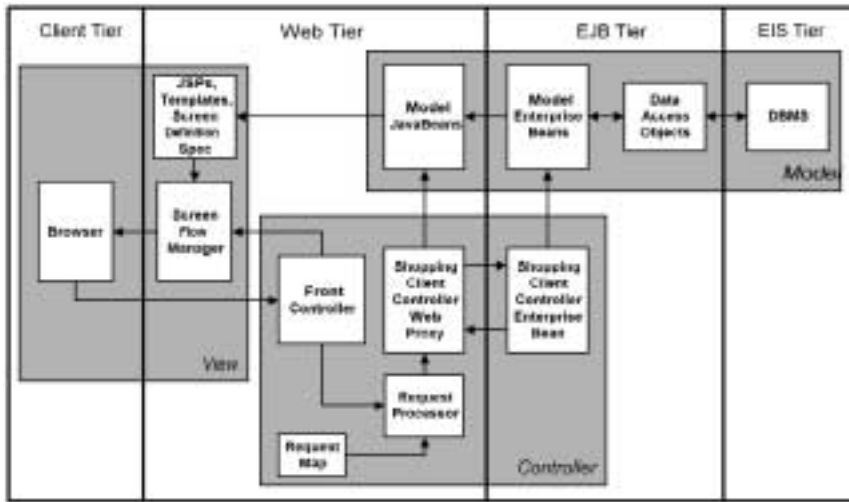 Client Tier
Web Tier
EJB Tier
EIS Tier
JSPs,
Templates,
Screen
Definition
Spec
Model
JavaBeans
Model
Enterprise
Beans
Data
Access
Objects
DBMS
Model
Browser
Screen
Flow
Manager
Front
Controller
Shopping
Client
Controller
Web
Proxy
Shopping
Client
Controller
Enterprise
Bean
View
Request
Processor
Request
Map
Controller